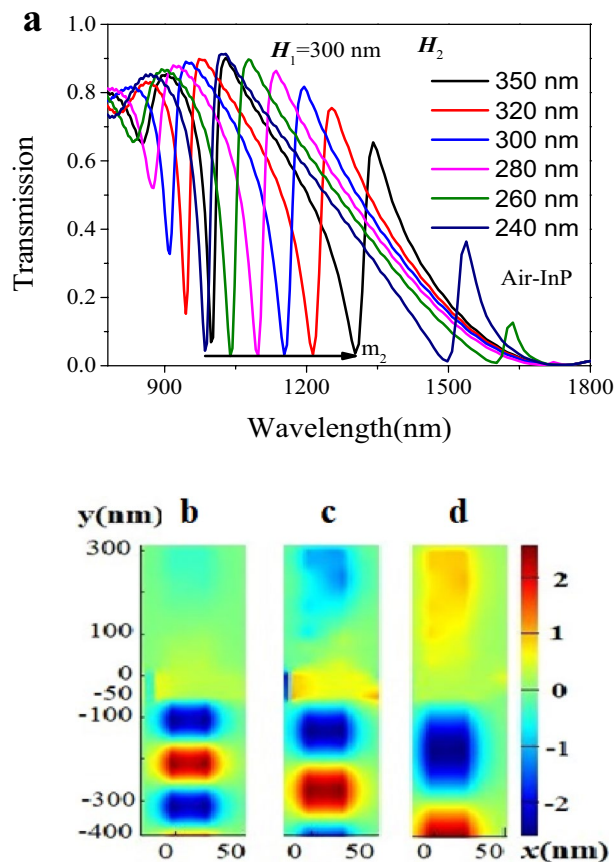 a
H₁=300 nm
H₂
350 nm
320 nm
300 nm
280 nm
260 nm
240 nm
Air-InP
m₂
Transmission
1.0
0.8
0.6
0.4
0.2
0.0
900 1200 1500 1800
Wavelength(nm)
y(nm) b c d
300
100
0
-50
-100
-300
-400
2
1
0
-1
-2
0 50 0 50 0 50 x(nm)